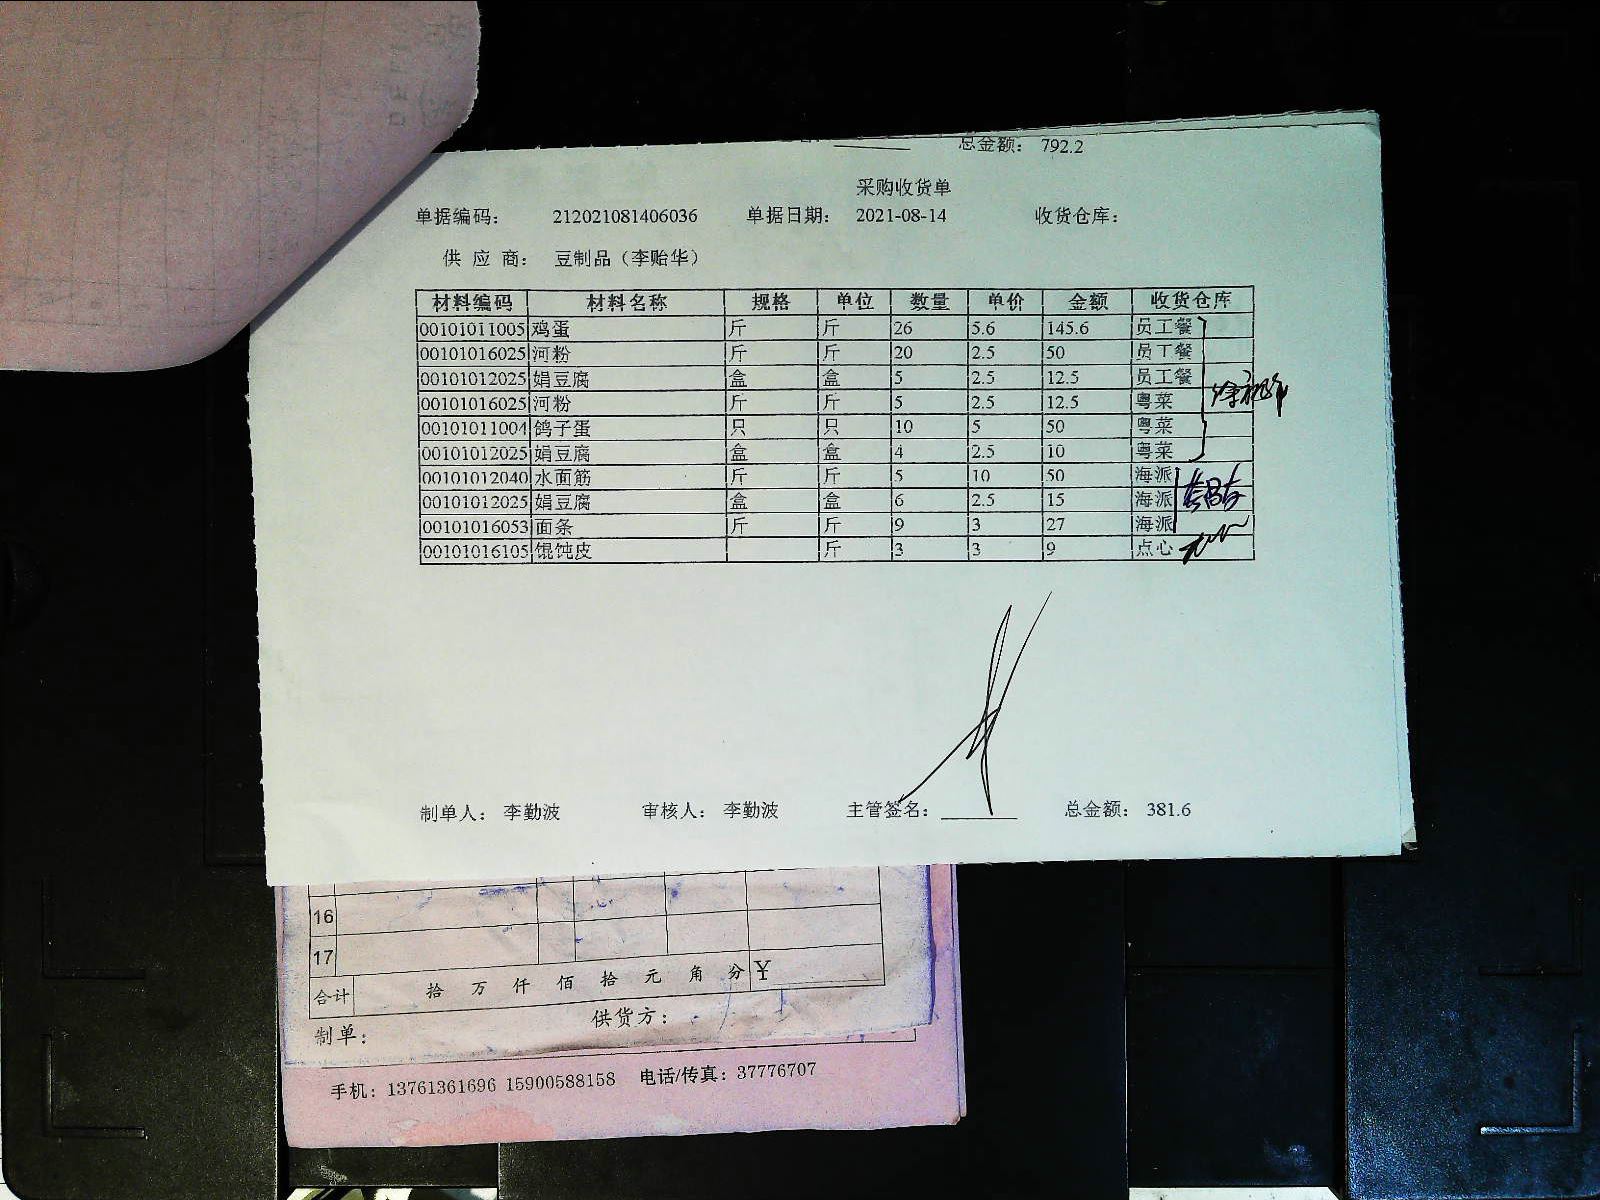 总金额： 792.2
采购收货单
单据编码： 212021081406036 单据日期： 2021-08-14 收货仓库：
供 应 商： 豆制品（李贻华）
材料编码 材料名称 规格 单位 数量 单价 金额 收货仓库
00101011005 鸡蛋 斤 斤 26 5.6 145.6 员工餐
00101016025 河粉 斤 斤 20 2.5 50 员工餐
00101012025 娟豆腐 盒 盒 5 2.5 12.5 员工餐
00101016025 河粉 斤 斤 5 2.5 12.5 粤菜
00101011004 鸽子蛋 只 只 10 5 50 粤菜
00101012025 娟豆腐 盒 盒 4 2.5 10 粤菜
00101012040 水面筋 斤 斤 5 10 50 海派
00101012025 娟豆腐 盒 盒 6 2.5 15 海派
00101016053 面条 斤 斤 9 3 27 海派
00101016105 馄饨皮 斤 3 3 9 点心
制单人： 李勤波 审核人： 李勤波 主管签名： 总金额： 381.6
16
17
合计 拾 万 仟 佰 拾 元 角 分 ¥
制单： 供货方：
手机：13761361696 15900588158 电话/传真：37776707